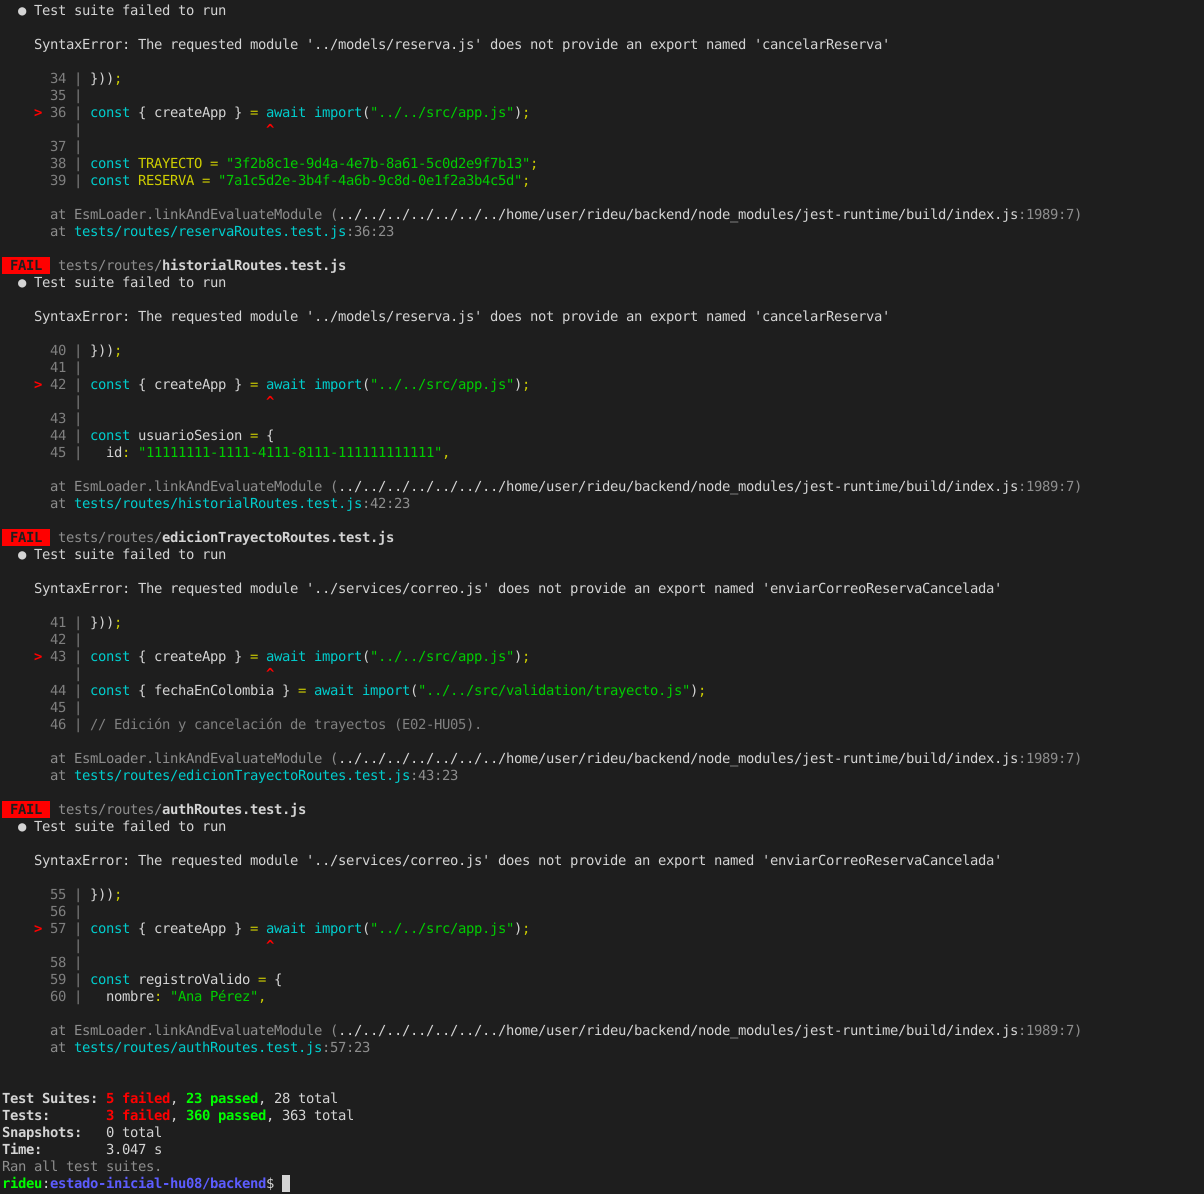 ● Test suite failed to run
SyntaxError: The requested module '../models/reserva.js' does not provide an export named 'cancelarReserva'
34 | }));
35 |
> 36 | const { createApp } = await import("../../src/app.js");
| ^
37 |
38 | const TRAYECTO = "3f2b8c1e-9d4a-4e7b-8a61-5c0d2e9f7b13";
39 | const RESERVA = "7a1c5d2e-3b4f-4a6b-9c8d-0e1f2a3b4c5d";
at EsmLoader.linkAndEvaluateModule (../../../../../../../home/user/rideu/backend/node_modules/jest-runtime/build/index.js:1989:7)
at tests/routes/reservaRoutes.test.js:36:23
FAIL tests/routes/historialRoutes.test.js
● Test suite failed to run
SyntaxError: The requested module '../models/reserva.js' does not provide an export named 'cancelarReserva'
40 | }));
41 |
> 42 | const { createApp } = await import("../../src/app.js");
| ^
43 |
44 | const usuarioSesion = {
45 | id: "11111111-1111-4111-8111-111111111111",
at EsmLoader.linkAndEvaluateModule (../../../../../../../home/user/rideu/backend/node_modules/jest-runtime/build/index.js:1989:7)
at tests/routes/historialRoutes.test.js:42:23
FAIL tests/routes/edicionTrayectoRoutes.test.js
● Test suite failed to run
SyntaxError: The requested module '../services/correo.js' does not provide an export named 'enviarCorreoReservaCancelada'
41 | }));
42 |
> 43 | const { createApp } = await import("../../src/app.js");
| ^
44 | const { fechaEnColombia } = await import("../../src/validation/trayecto.js");
45 |
46 | // Edición y cancelación de trayectos (E02-HU05).
at EsmLoader.linkAndEvaluateModule (../../../../../../../home/user/rideu/backend/node_modules/jest-runtime/build/index.js:1989:7)
at tests/routes/edicionTrayectoRoutes.test.js:43:23
FAIL tests/routes/authRoutes.test.js
● Test suite failed to run
SyntaxError: The requested module '../services/correo.js' does not provide an export named 'enviarCorreoReservaCancelada'
55 | }));
56 |
> 57 | const { createApp } = await import("../../src/app.js");
| ^
58 |
59 | const registroValido = {
60 | nombre: "Ana Pérez",
at EsmLoader.linkAndEvaluateModule (../../../../../../../home/user/rideu/backend/node_modules/jest-runtime/build/index.js:1989:7)
at tests/routes/authRoutes.test.js:57:23
Test Suites: 5 failed, 23 passed, 28 total
Tests: 3 failed, 360 passed, 363 total
Snapshots: 0 total
Time: 3.047 s
Ran all test suites.
rideu:estado-inicial-hu08/backend$